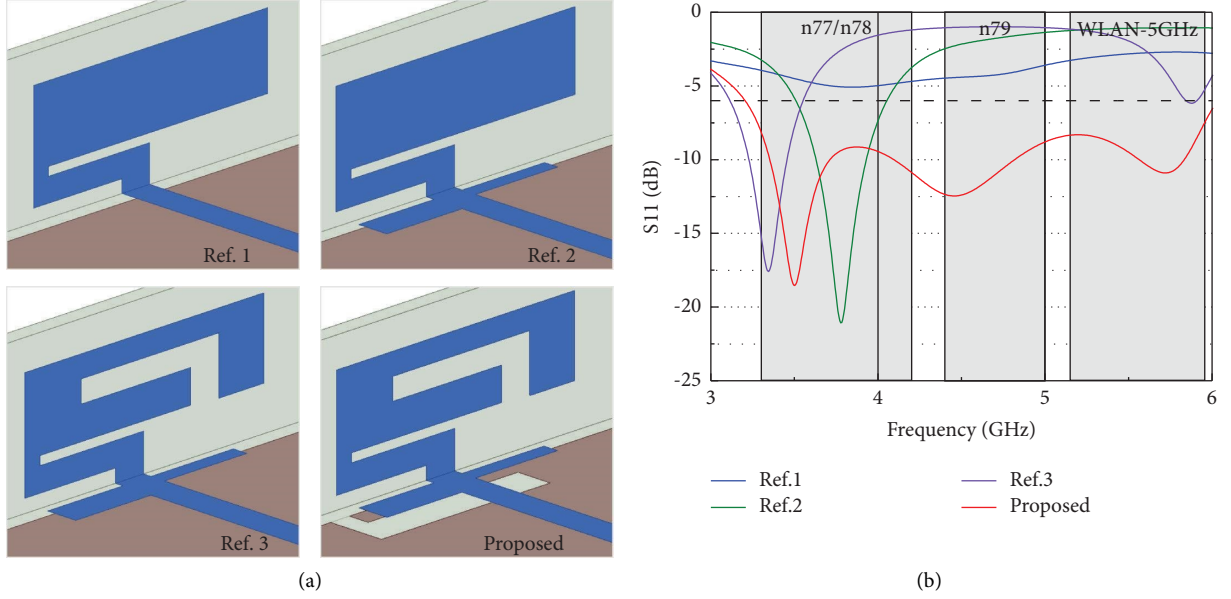 Ref. 1
Ref. 2
Ref. 3
Proposed
(a)
0
-5
-10
-15
-20
-25
S11 (dB)
n77/n78
n79
WLAN-5GHz
3
4
5
6
Frequency (GHz)
Ref.1
Ref.3
Ref.2
Proposed
(b)